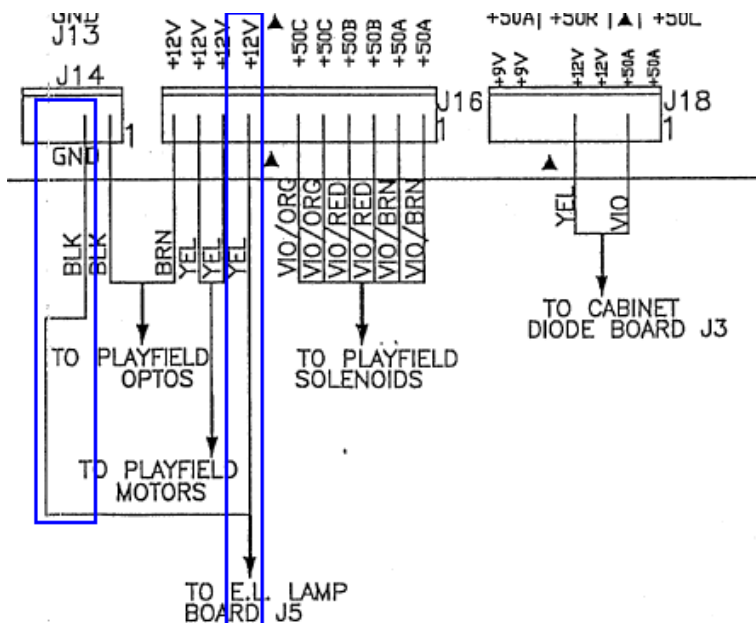 GND
J13
J14
+12V
+12V
+12V
+12V
+50C
+50C
+50B
+50B
+50A
+50A
+50A| +50R |▲| +50L
+9V
+9V
+12V
+12V
+50A
+50A
J16
J18
1
1
1
GND
BLK
BLK
BRN
YEL
YEL
YEL
VIO/ORG
VIO/ORG
VIO/RED
VIO/RED
VIO/BRN
VIO/BRN
YEL
VIO
TO PLAYFIELD
OPTOS
TO PLAYFIELD
SOLENOIDS
TO CABINET
DIODE BOARD J3
TO PLAYFIELD
MOTORS
TO E.L. LAMP
BOARD J5